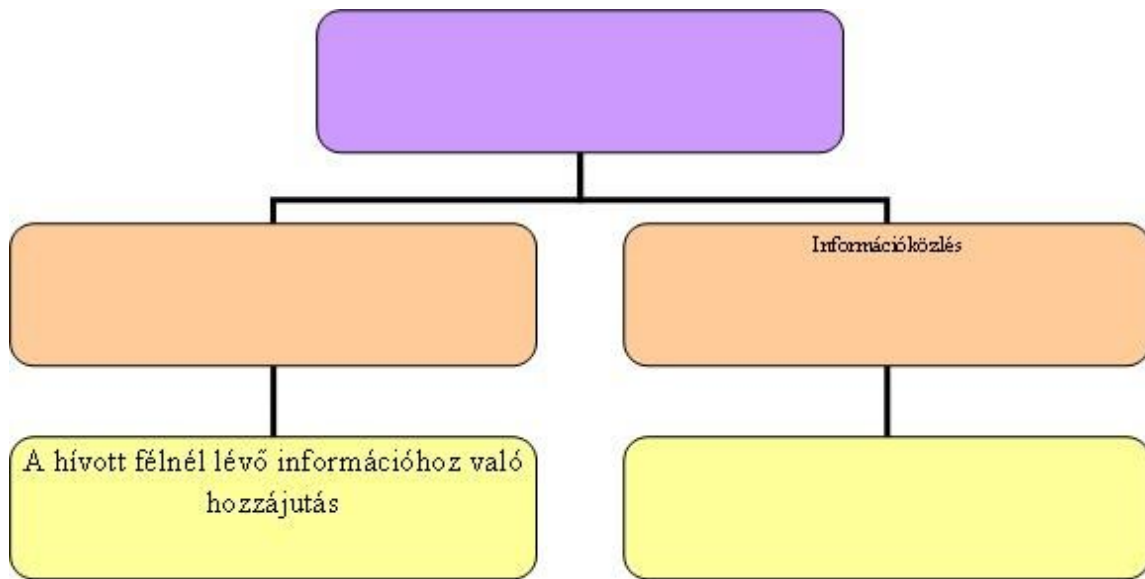 Információközlés
A hívott félnél lévő információhoz való
hozzájutás